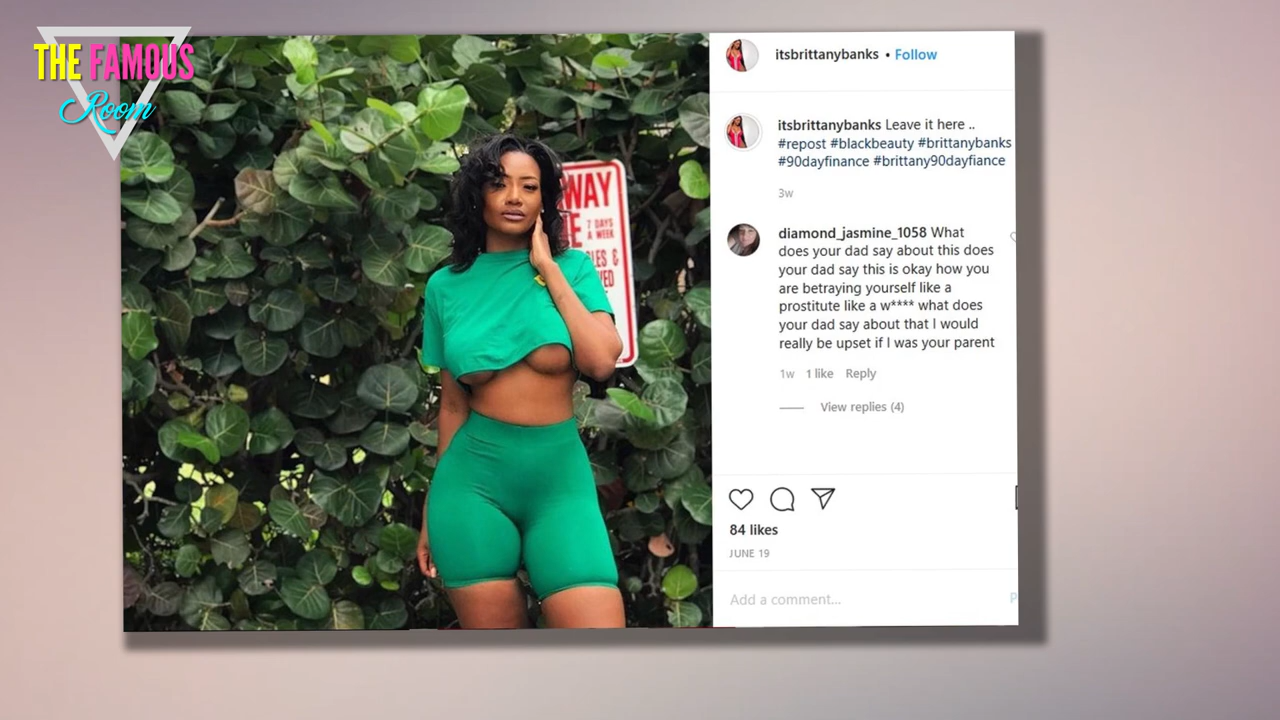 THE FAMOUS
Room
WAY
7 DAYS
A WEEK
itsbrittanybanks • Follow
itsbrittanybanks Leave it here ..
#repost #blackbeauty #brittanybanks
#90dayfinance #brittany90dayfiance
3w
diamond_jasmine_1058 What
does your dad say about this does
your dad say this is okay how you
are betraying yourself like a
prostitute like a w**** what does
your dad say about that I would
really be upset if I was your parent
1w 1 like Reply
View replies (4)
84 likes
JUNE 19
Add a comment...